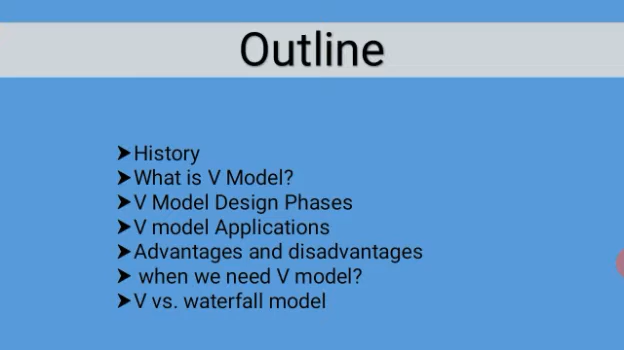 Outline
➤History
➤What is V Model?
➤V Model Design Phases
➤V model Applications
➤Advantages and disadvantages
➤ when we need V model?
➤V vs. waterfall model